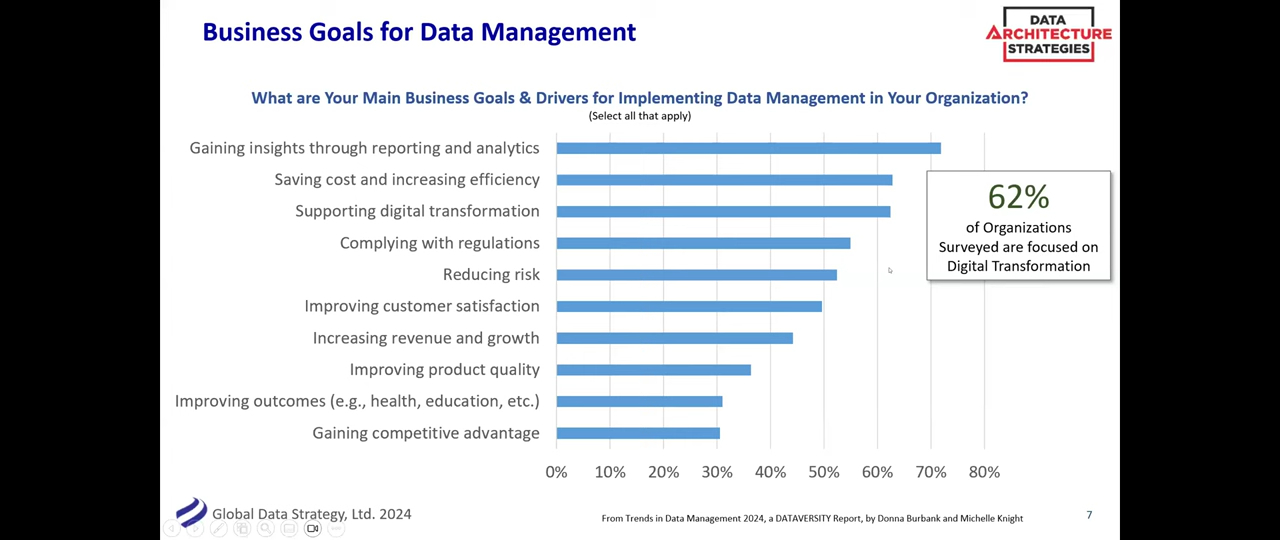 Business Goals for Data Management
DATA
ARCHITECTURE
STRATEGIES
What are Your Main Business Goals & Drivers for Implementing Data Management in Your Organization?
(Select all that apply)
Gaining insights through reporting and analytics
Saving cost and increasing efficiency
Supporting digital transformation
Complying with regulations
Reducing risk
Improving customer satisfaction
Increasing revenue and growth
Improving product quality
Improving outcomes (e.g., health, education, etc.)
Gaining competitive advantage
0% 10% 20% 30% 40% 50% 60% 70% 80%
62%
of Organizations
Surveyed are focused on
Digital Transformation
Global Data Strategy, Ltd. 2024
From Trends in Data Management 2024, a DATAVERSITY Report, by Donna Burbank and Michelle Knight
7